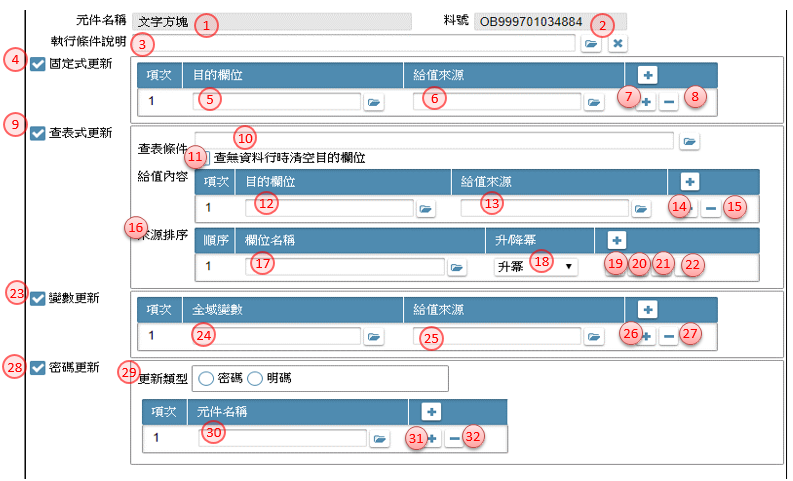 元件名稱 文字方塊 1 料號 OB999701034884 2
執行條件說明 3
4 固定式更新
項次 目的欄位 給值來源 +
1 5 6 7 + − 8
9 查表式更新
查表條件 10
11 查無資料行時清空目的欄位
給值內容
項次 目的欄位 給值來源 +
1 12 13 14 − 15
16 來源排序
順序 欄位名稱 升/降冪 +
1 17 升冪 18 19 20 21 22
23 變數更新
項次 全域變數 給值來源 +
1 24 25 26 + − 27
28 密碼更新
29 更新類型 密碼 明碼
項次 元件名稱 +
1 30 31 + − 32